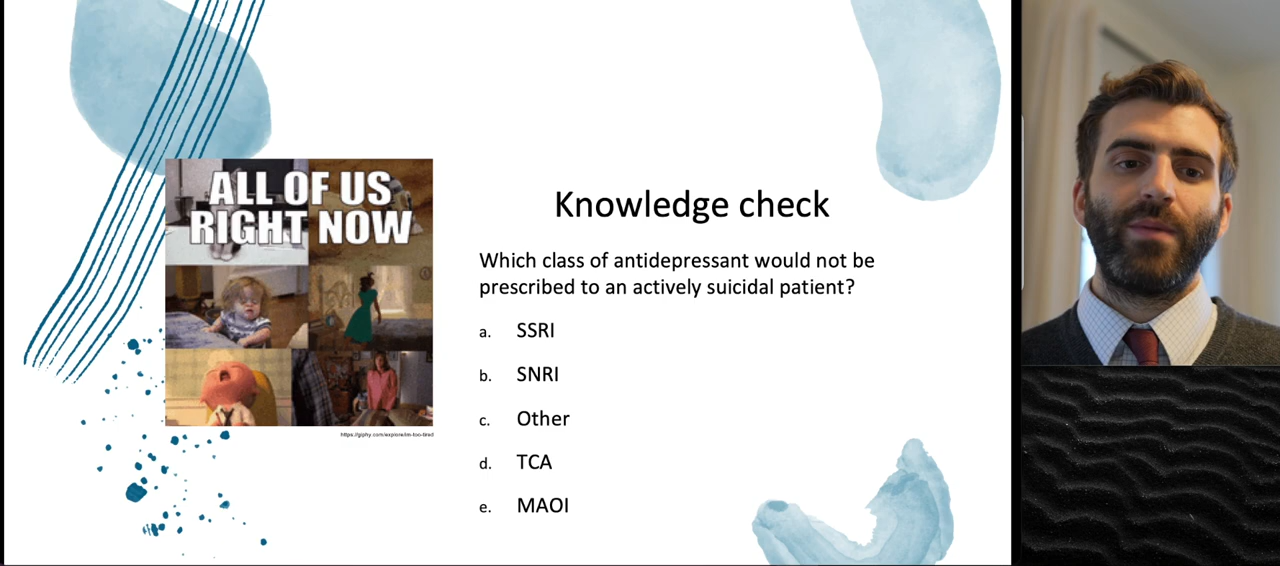 ALL OF US
RIGHT NOW
https://giphy.com/explore/im-too-tired
Knowledge check
Which class of antidepressant would not be
prescribed to an actively suicidal patient?
a. SSRI
b. SNRI
c. Other
d. TCA
e. MAOI